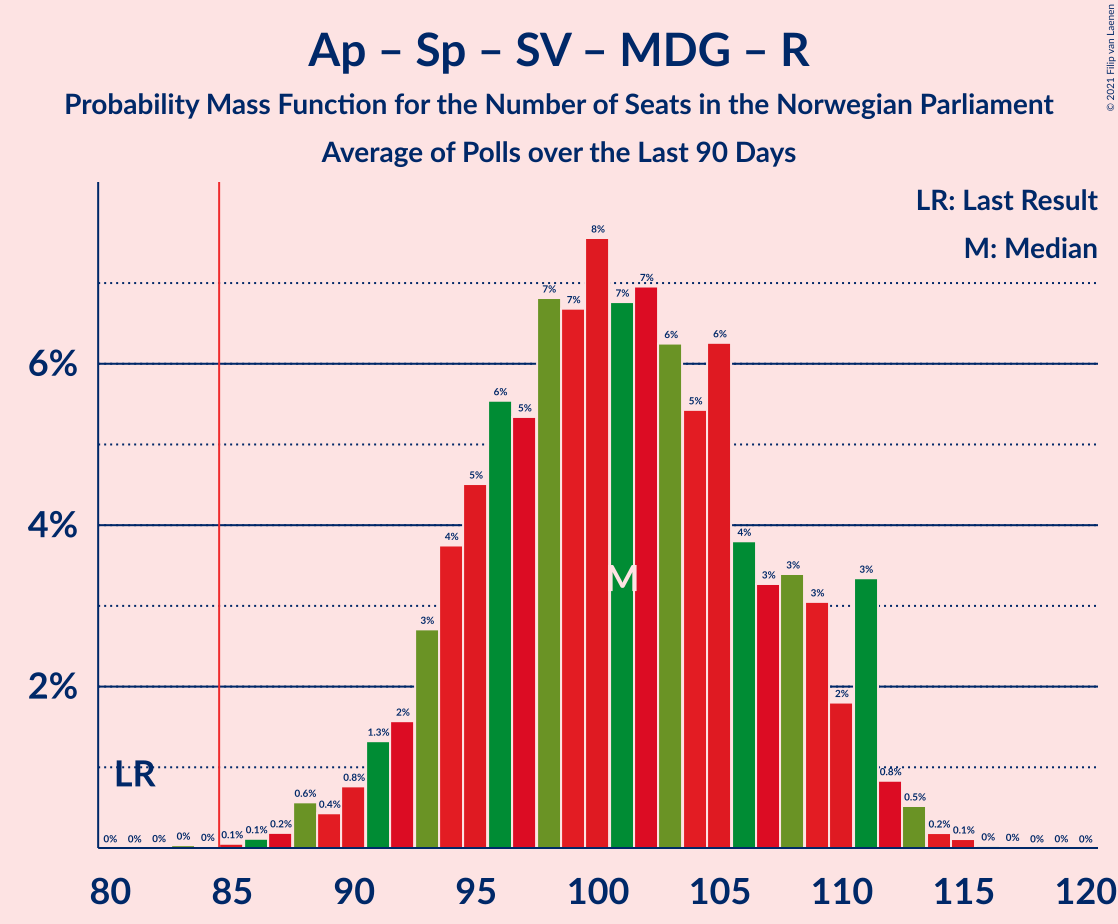 Ap – Sp – SV – MDG – R
Probability Mass Function for the Number of Seats in the Norwegian Parliament
Average of Polls over the Last 90 Days
© 2021 Filip van Laenen
LR: Last Result
M: Median
6%
4%
2%
0% 0% 0% 0% 0% 0.1% 0.1% 0.2% 0.6% 0.4% 0.8% 1.3% 2% 3% 4% 5% 6% 5% 7% 7% 8% 7% 7% 6% 5% 6% 4% 3% 3% 3% 2% 3% 0.8% 0.5% 0.2% 0.1% 0% 0% 0% 0% 0%
M
LR
80 85 90 95 100 105 110 115 120